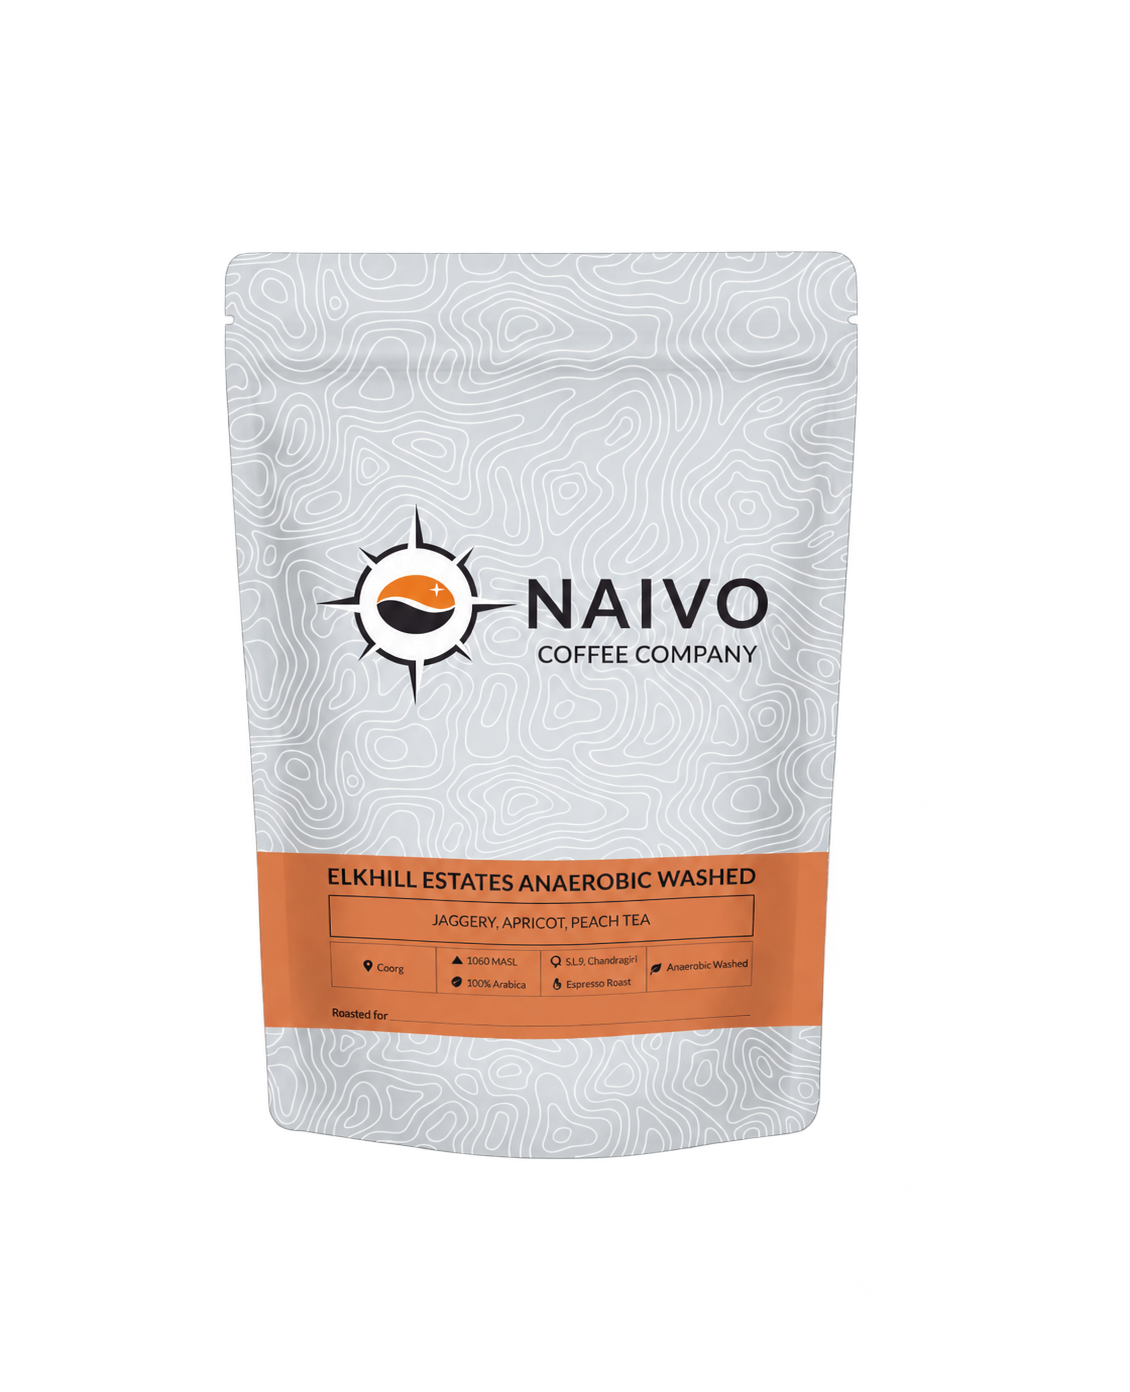 NAIVO
COFFEE COMPANY
ELKHILL ESTATES ANAEROBIC WASHED
JAGGERY, APRICOT, PEACH TEA
Coorg
1060 MASL
100% Arabica
S.L.9, Chandragiri
Espresso Roast
Anaerobic Washed
Roasted for